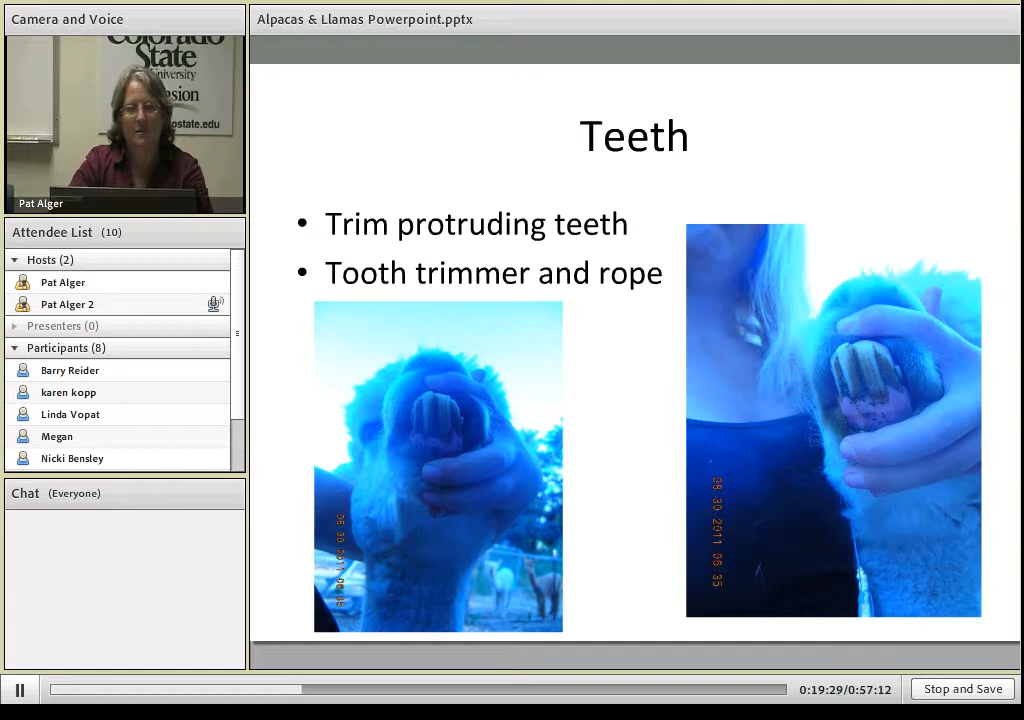 Camera and Voice
Colorado
State
University
ostate.edu
Pat Alger
Attendee List (10)
Hosts (2)
Pat Alger
Pat Alger 2
Presenters (0)
Participants (8)
Barry Reider
karen kopp
Linda Vopat
Megan
Nicki Bensley
Chat (Everyone)
Alpacas & Llamas Powerpoint.pptx
Teeth
• Trim protruding teeth
• Tooth trimmer and rope
0:19:29/0:57:12
Stop and Save